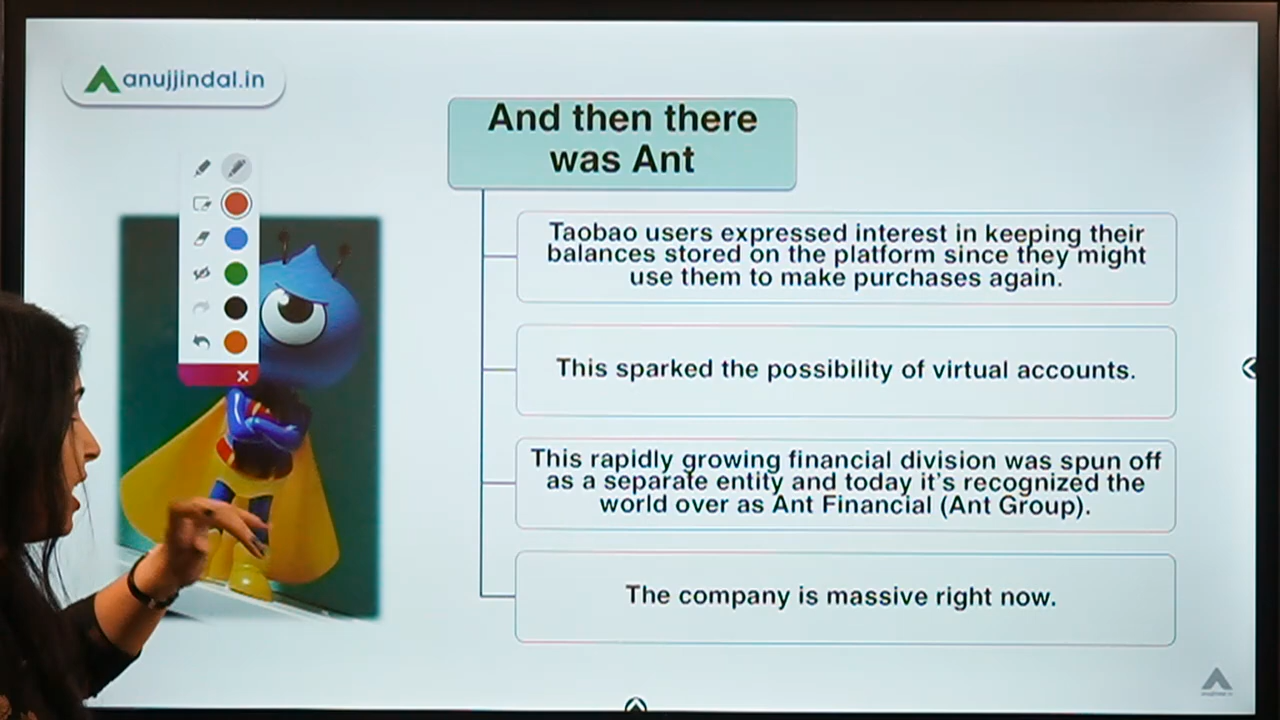 anujjindal.in
And then there
was Ant
Taobao users expressed interest in keeping their
balances stored on the platform since they might
use them to make purchases again.
This sparked the possibility of virtual accounts.
This rapidly growing financial division was spun off
as a separate entity and today it's recognized the
world over as Ant Financial (Ant Group).
The company is massive right now.